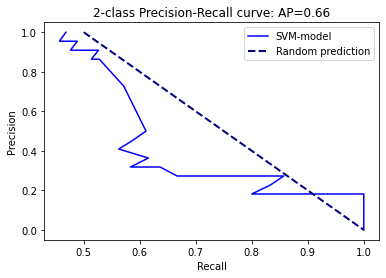 2-class Precision-Recall curve: AP=0.66
SVM-model
Random prediction
Precision
1.0
0.8
0.6
0.4
0.2
0.0
0.5
0.6
0.7
0.8
0.9
1.0
Recall